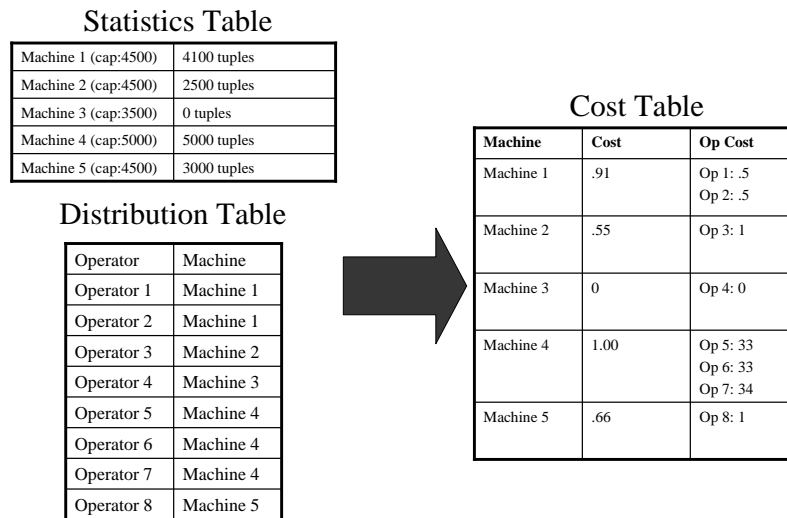 Statistics Table
Machine 1 (cap:4500) 4100 tuples
Machine 2 (cap:4500) 2500 tuples
Machine 3 (cap:3500) 0 tuples
Machine 4 (cap:5000) 5000 tuples
Machine 5 (cap:4500) 3000 tuples
Distribution Table
Operator Machine
Operator 1 Machine 1
Operator 2 Machine 1
Operator 3 Machine 2
Operator 4 Machine 3
Operator 5 Machine 4
Operator 6 Machine 4
Operator 7 Machine 4
Operator 8 Machine 5
Cost Table
Machine Cost Op Cost
Machine 1 .91 Op 1: .5
Op 2: .5
Machine 2 .55 Op 3: 1
Machine 3 0 Op 4: 0
Machine 4 1.00 Op 5: 33
Op 6: 33
Op 7: 34
Machine 5 .66 Op 8: 1